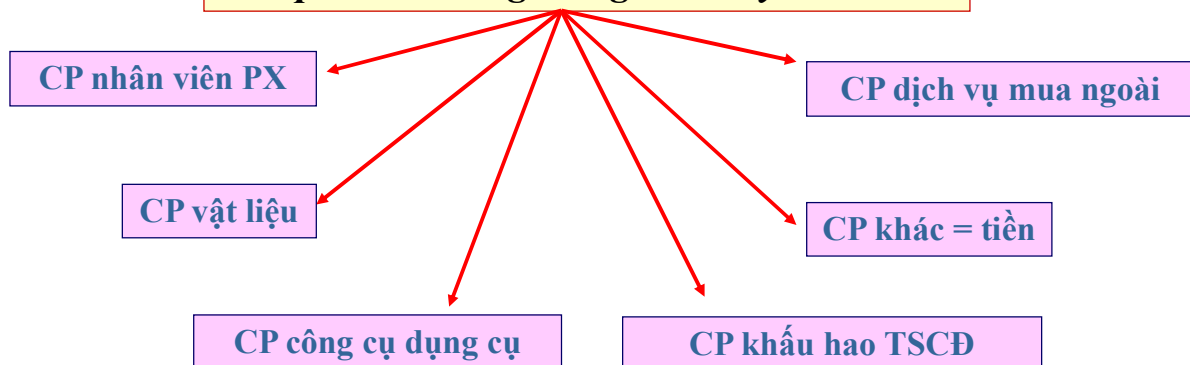 CP nhân viên PX
CP dịch vụ mua ngoài
CP vật liệu
CP khác = tiền
CP công cụ dụng cụ
CP khấu hao TSCĐ